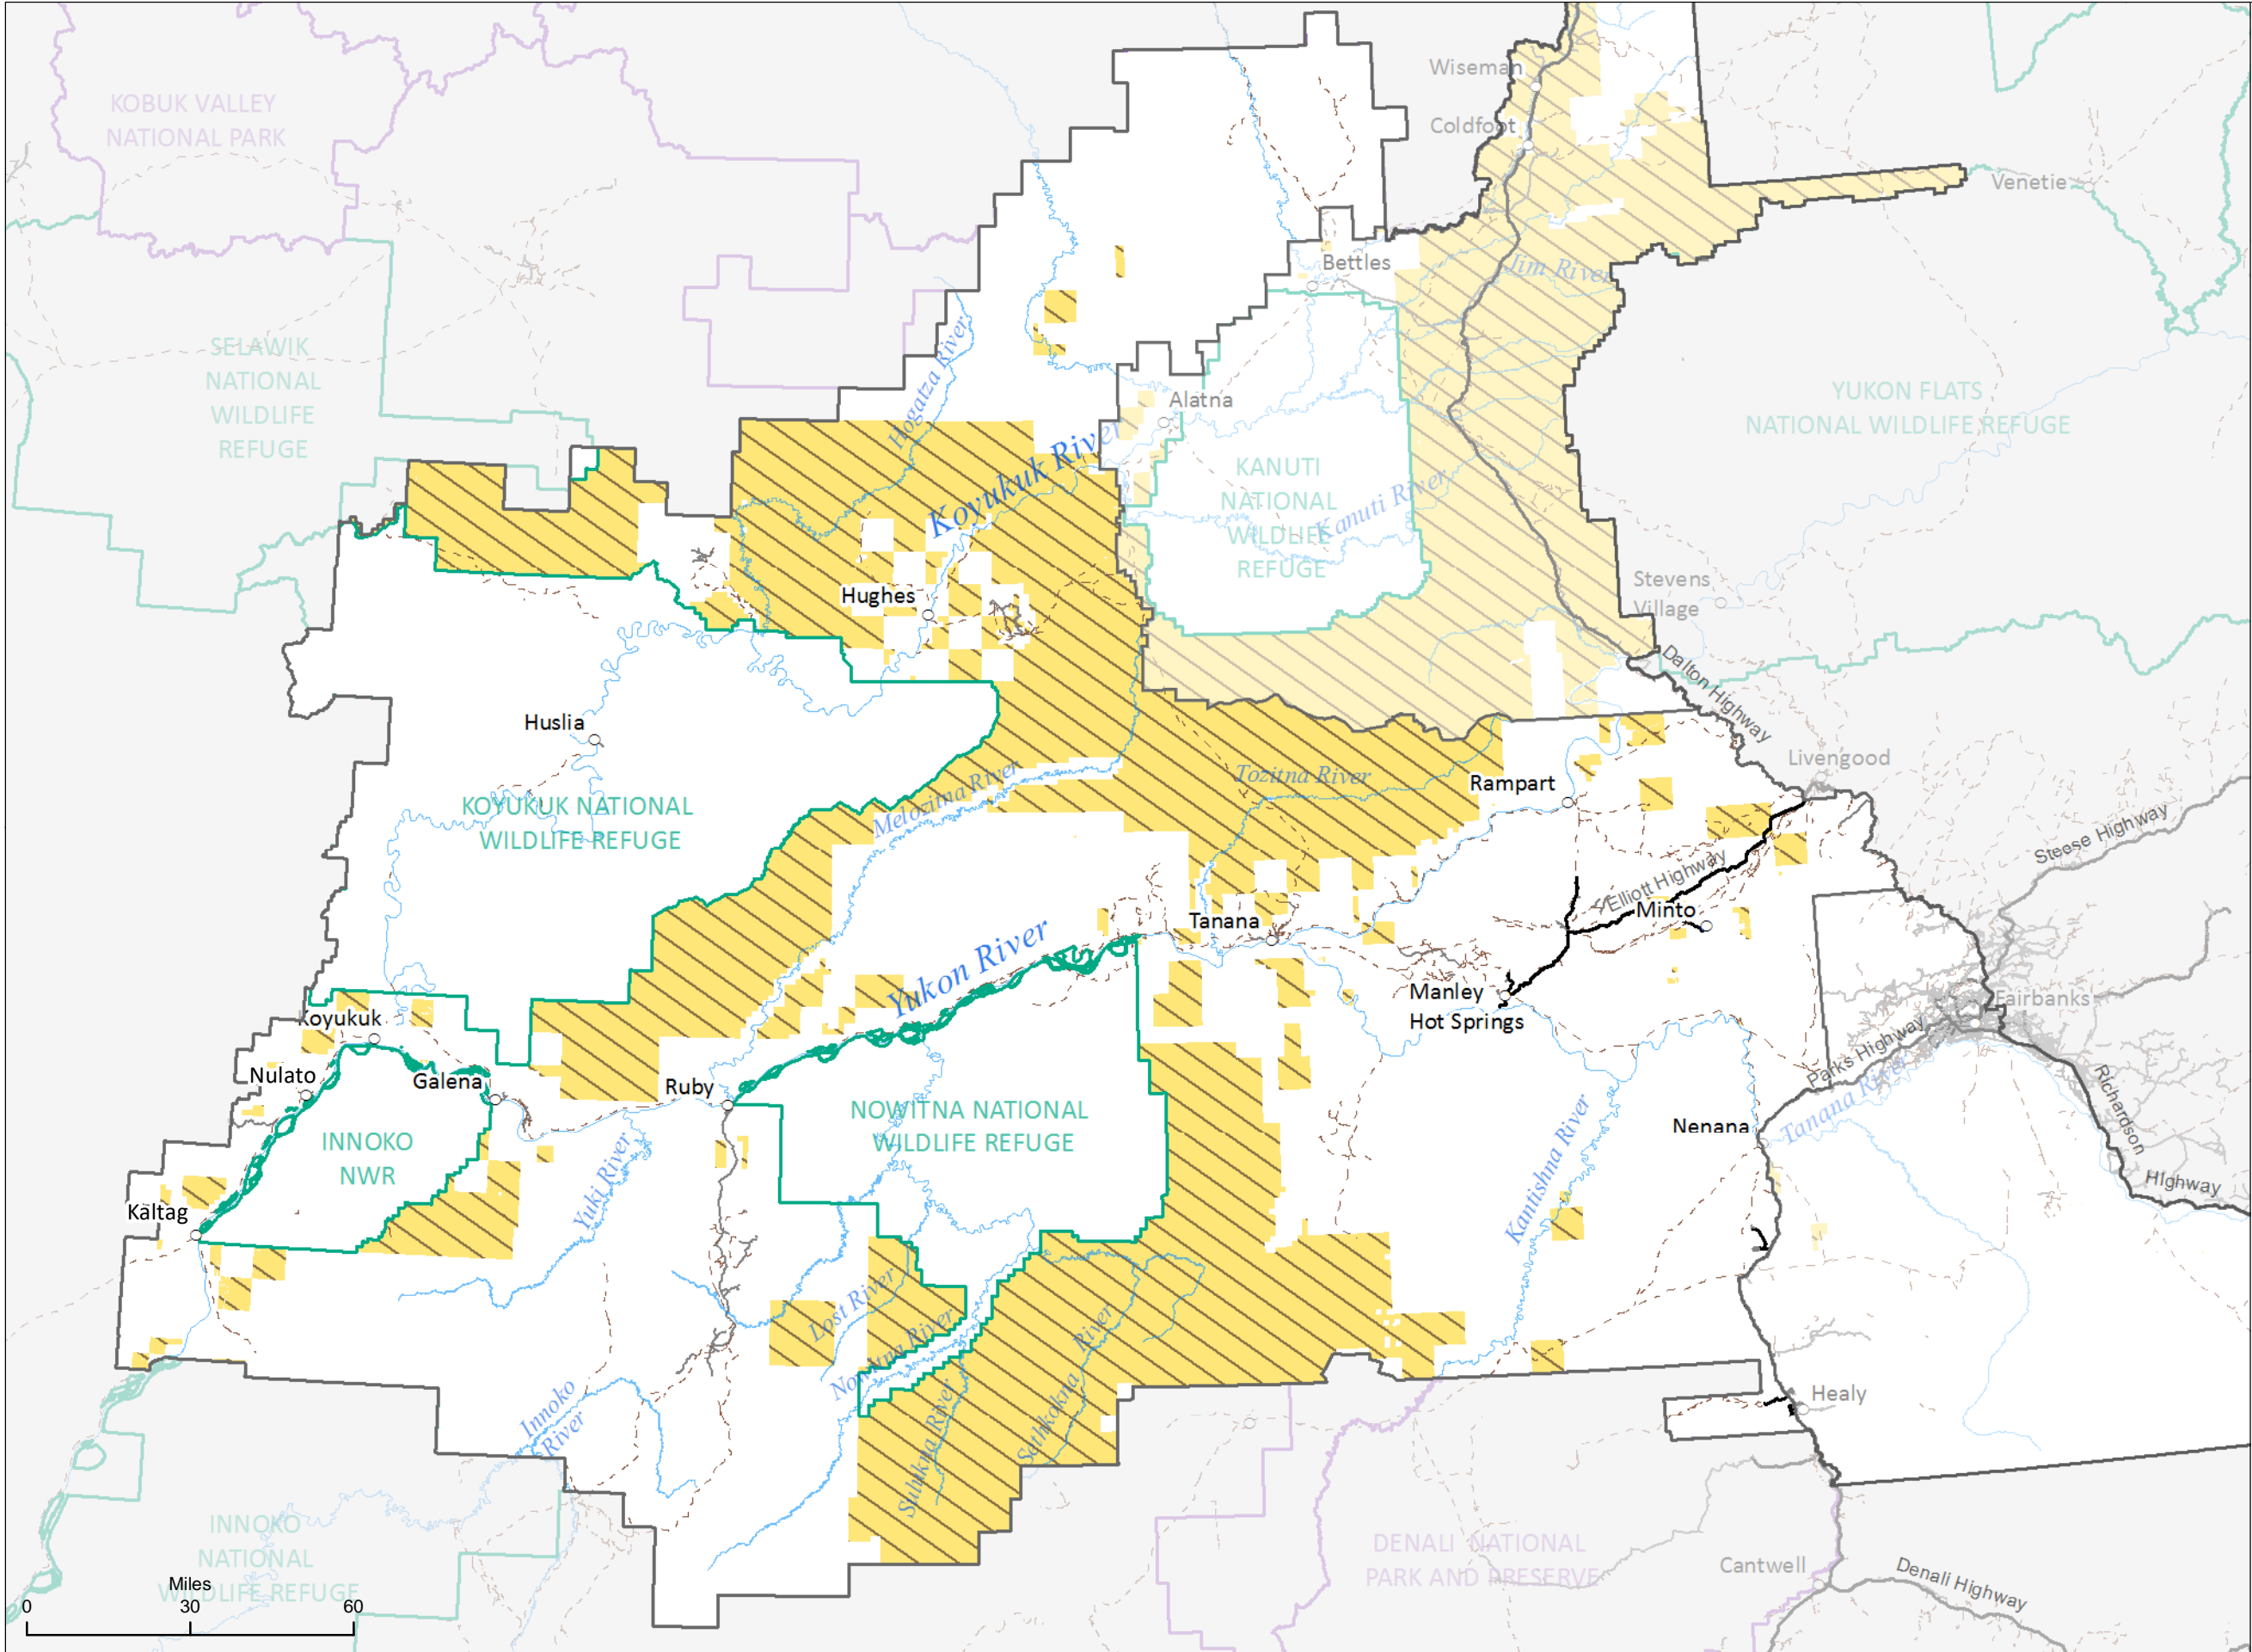 Wiseman
KOBUK VALLEY
NATIONAL PARK
Coldfoot
Venetie
Bettles
Jim River
SELAWIK
NATIONAL
WILDLIFE
REFUGE
Hogatza River
Alatna
YUKON FLATS
NATIONAL WILDLIFE REFUGE
Koyukuk River
KANUTI
NATIONAL
WILDLIFE
REFUGE
Kanuti River
Hughes
Stevens
Village
Dalton Highway
Huslia
Livengood
Tozitna River
Rampart
Melozitna River
KOYUKUK NATIONAL
WILDLIFE REFUGE
Steese Highway
Elliott Highway
Minto
Tanana
Yukon River
Manley
Hot Springs
Fairbanks
Koyukuk
Parks Highway
Nulato
Galena
Ruby
NOWITNA NATIONAL
WILDLIFE REFUGE
Tanana River
Richardson
Highway
Nenana
INNOKO
NWR
Kantishna River
Yuki River
Kaltag
Lost River
Nowitna River
Sethkokna River
Sulukna River
Innoko
River
Healy
INNOKO
NATIONAL
WILDLIFE REFUGE
DENALI NATIONAL
PARK AND PRESERVE
Cantwell
Denali Highway
Miles
0 30 60